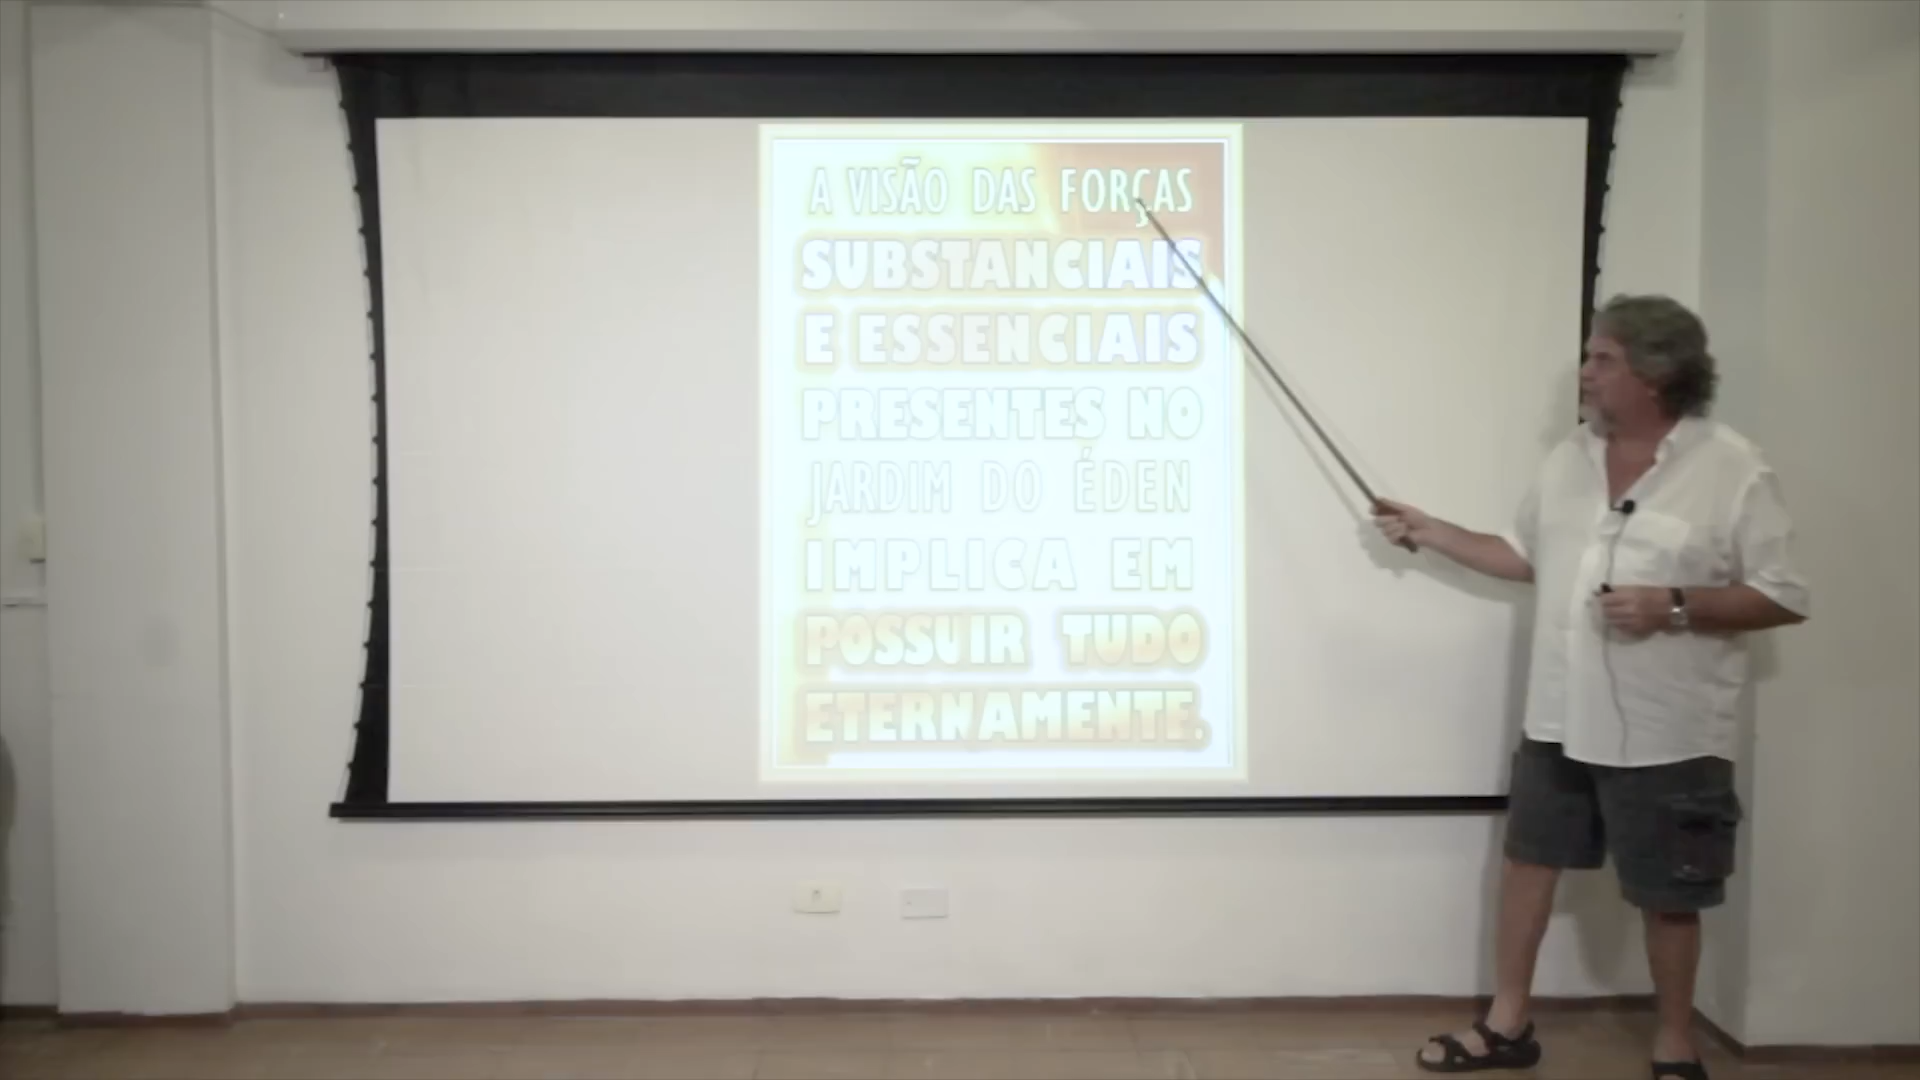 A VISÃO DAS FORÇAS
SUBSTANCIAIS
E ESSENCIAIS
PRESENTES NO
JARDIM DO ÉDEN
IMPLICA EM
POSSUIR TUDO
ETERNAMENTE.